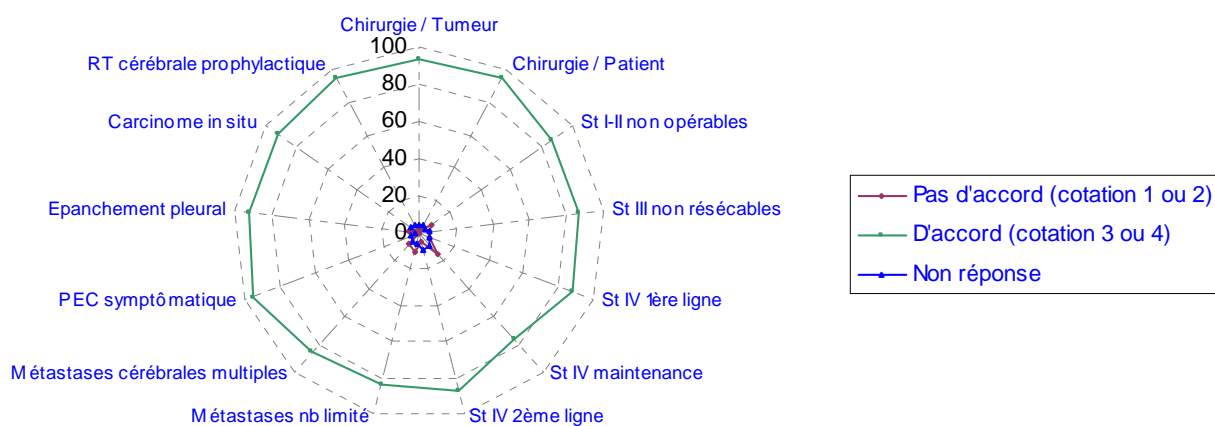 Chirurgie / Tumeur
100
RT cérébrale prophylactique
Chirurgie / Patient
80
Carcinome in situ
St I-II non opérables
60
40
20
Epanchement pleural
St III non résécables
0
PEC symptômatique
St IV 1ère ligne
Métastases cérébrales multiples
St IV maintenance
Métastases nb limité
St IV 2ème ligne
Pas d'accord (cotation 1 ou 2)
D'accord (cotation 3 ou 4)
Non réponse